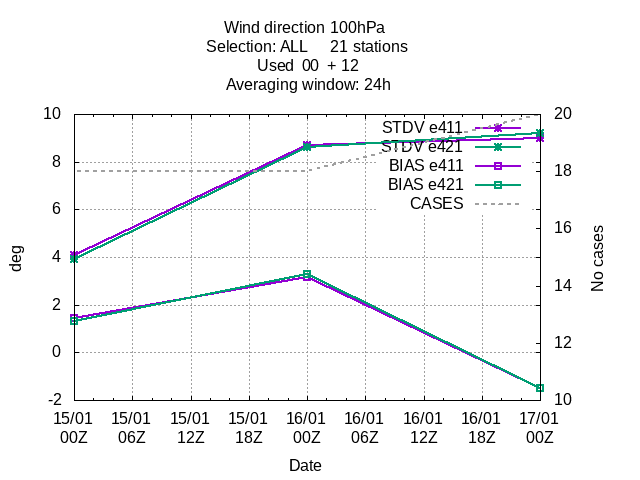 Wind direction 100hPa
Selection: ALL     21 stations
Used  00  + 12
Averaging window: 24h
10
8
6
4
2
0
-2
20
18
16
14
12
10
deg
No cases
STDV e411
STDV e421
BIAS e411
BIAS e421
CASES
15/01 15/01 15/01 15/01 16/01 16/01 16/01 16/01 17/01
00Z 06Z 12Z 18Z 00Z 06Z 12Z 18Z 00Z
Date